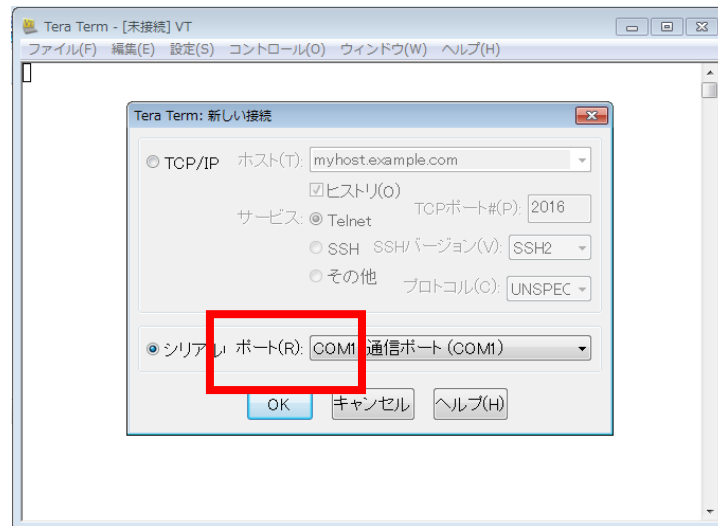 Tera Term - [未接続] VT
ファイル(F) 編集(E) 設定(S) コントロール(O) ウィンドウ(W) ヘルプ(H)
Tera Term: 新しい接続
TCP/IP ホスト(T): myhost.example.com
ヒストリ(O)
サービス: Telnet TCPポート#(P): 2016
SSH SSHバージョン(V): SSH2
その他 プロトコル(C): UNSPEC
シリアル ポート(R): COM1: 通信ポート (COM1)
OK キャンセル ヘルプ(H)